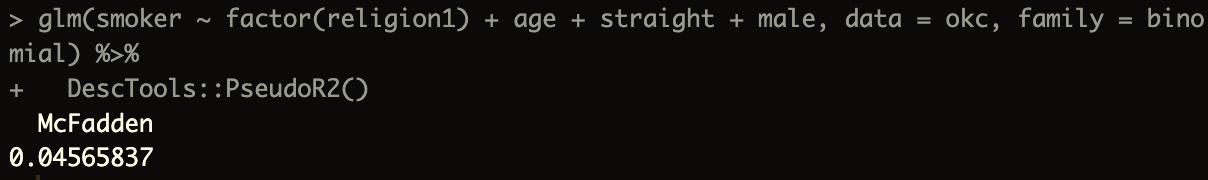 > glm(smoker ~ factor(religion1) + age + straight + male, data = okc, family = bino
mial) %>%
+   DescTools::PseudoR2()
  McFadden
0.04565837